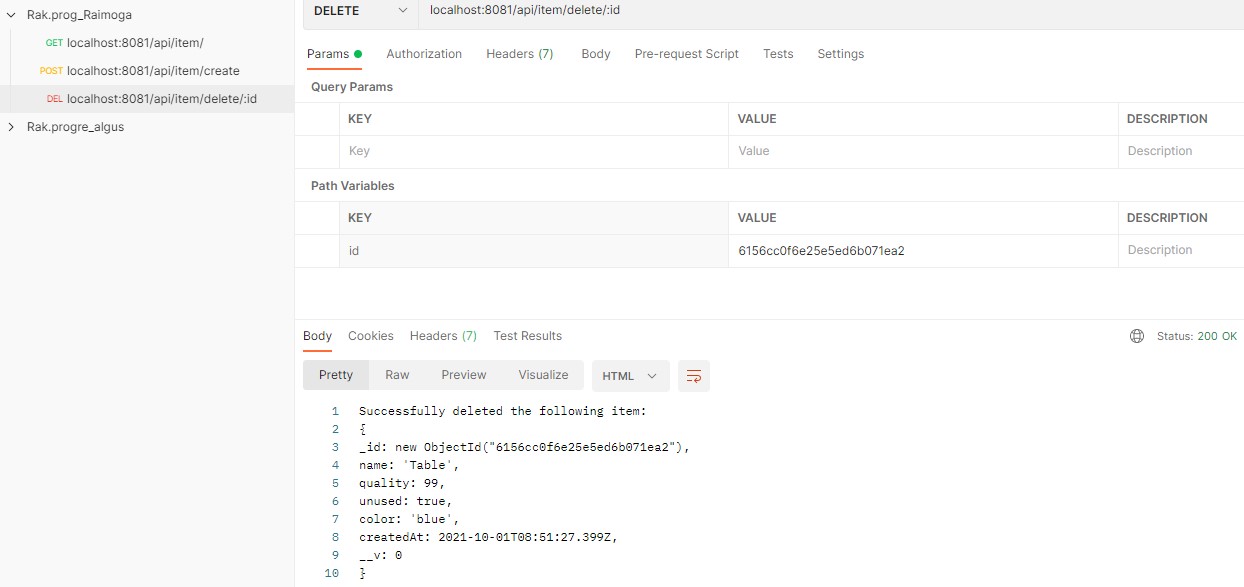 Rak.prog_Raimoga
GET localhost:8081/api/item/
POST localhost:8081/api/item/create
DEL localhost:8081/api/item/delete/:id
Rak.progre_algus
DELETE localhost:8081/api/item/delete/:id
Params Authorization Headers (7) Body Pre-request Script Tests Settings
Query Params
KEY VALUE DESCRIPTION
Key Value Description
Path Variables
KEY VALUE DESCRIPTION
id 6156cc0f6e25e5ed6b071ea2 Description
Body Cookies Headers (7) Test Results Status: 200 OK
Pretty Raw Preview Visualize HTML
1 Successfully deleted the following item:
2 {
3 _id: new ObjectId("6156cc0f6e25e5ed6b071ea2"),
4 name: 'Table',
5 quality: 99,
6 unused: true,
7 color: 'blue',
8 createdAt: 2021-10-01T08:51:27.399Z,
9 __v: 0
10 }